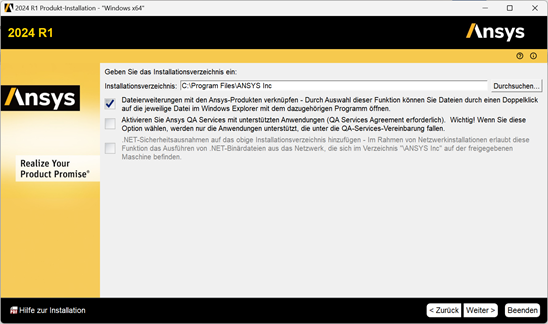 2024 R1 Produkt-Installation - "Windows x64"
2024 R1
Ansys
Ansys
Realize Your
Product Promise®
Geben Sie das Installationsverzeichnis ein:
Installationsverzeichnis: C:\Program Files\ANSYS Inc Durchsuchen...
Dateierweiterungen mit den Ansys-Produkten verknüpfen - Durch Auswahl dieser Funktion können Sie Dateien durch einen Doppelklick
auf die jeweilige Datei im Windows Explorer mit dem dazugehörigen Programm öffnen.
Aktivieren Sie Ansys QA Services mit unterstützten Anwendungen (QA Services Agreement erforderlich). Wichtig! Wenn Sie diese
Option wählen, werden nur die Anwendungen unterstützt, die unter die QA-Services-Vereinbarung fallen.
.NET-Sicherheitsausnahmen auf das obige Installationsverzeichnis hinzufügen - Im Rahmen von Netzwerkinstallationen erlaubt diese
Funktion das Ausführen von .NET-Binärdateien aus das Netzwerk, die sich im Verzeichnis "\ANSYS Inc" auf der freigegebenen
Maschine befinden.
Hilfe zur Installation
< Zurück Weiter > Beenden